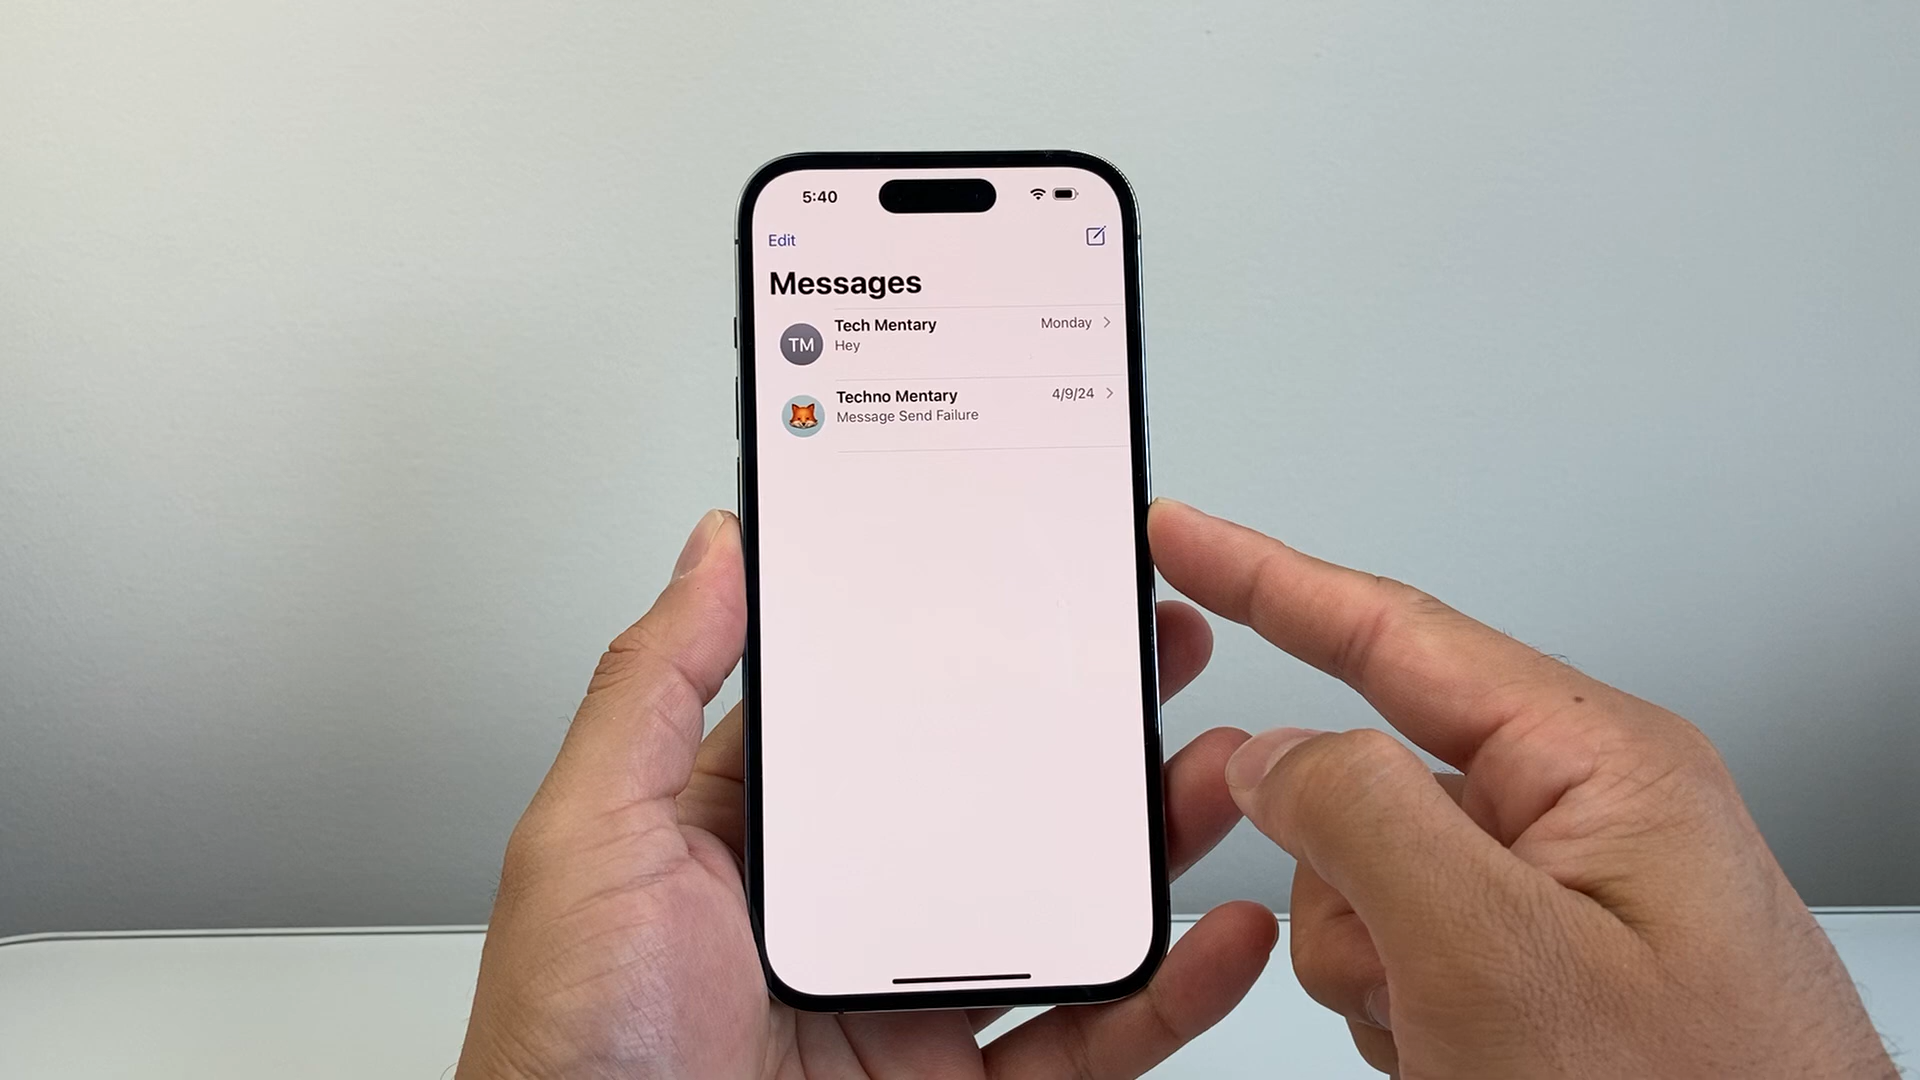 5:40
Edit
Messages
Tech Mentary
Monday
TM
Hey
Techno Mentary
4/9/24
Message Send Failure